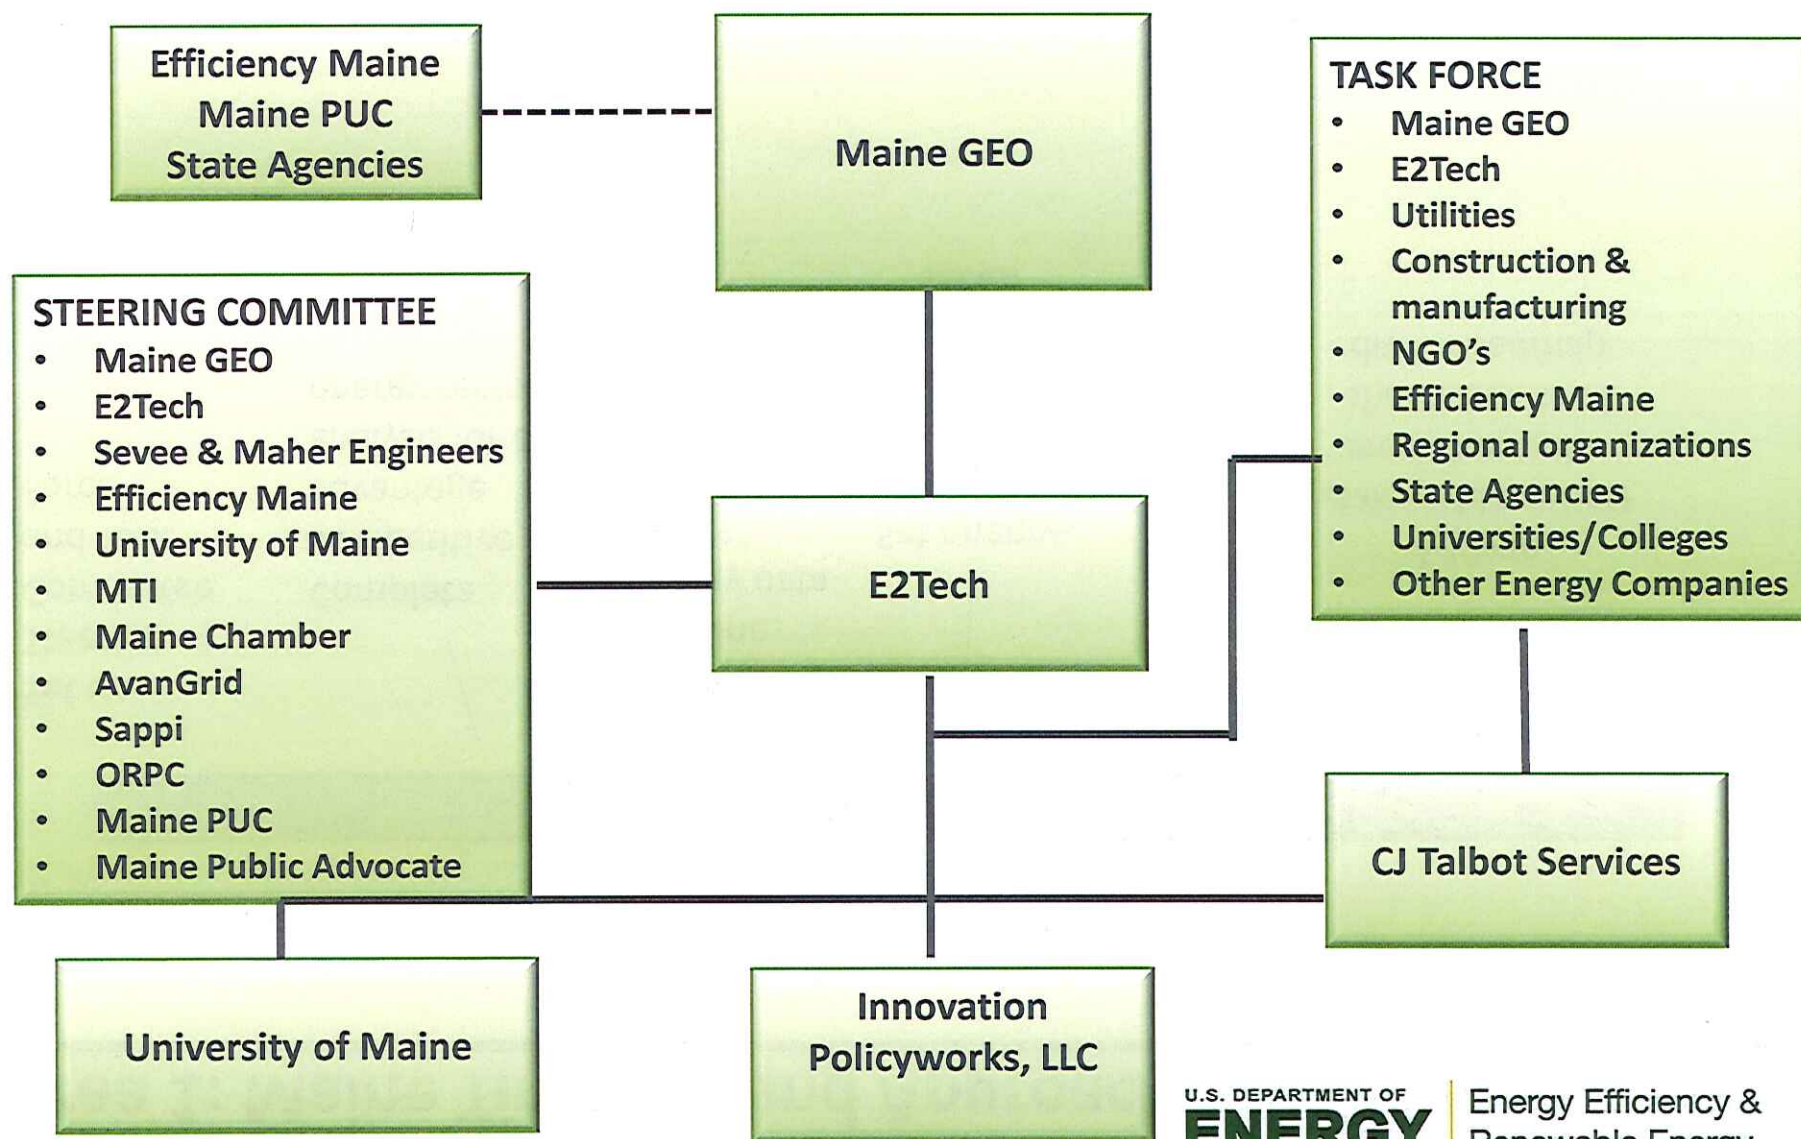 Efficiency Maine
Maine PUC
State Agencies
Maine GEO
TASK FORCE
• Maine GEO
• E2Tech
• Utilities
• Construction &
manufacturing
• NGO’s
• Efficiency Maine
• Regional organizations
• State Agencies
• Universities/Colleges
• Other Energy Companies
STEERING COMMITTEE
• Maine GEO
• E2Tech
• Sevee & Maher Engineers
• Efficiency Maine
• University of Maine
• MTI
• Maine Chamber
• AvanGrid
• Sappi
• ORPC
• Maine PUC
• Maine Public Advocate
E2Tech
CJ Talbot Services
University of Maine
Innovation
Policyworks, LLC
U.S. DEPARTMENT OF
ENERGY
Energy Efficiency &
Renewable Energy